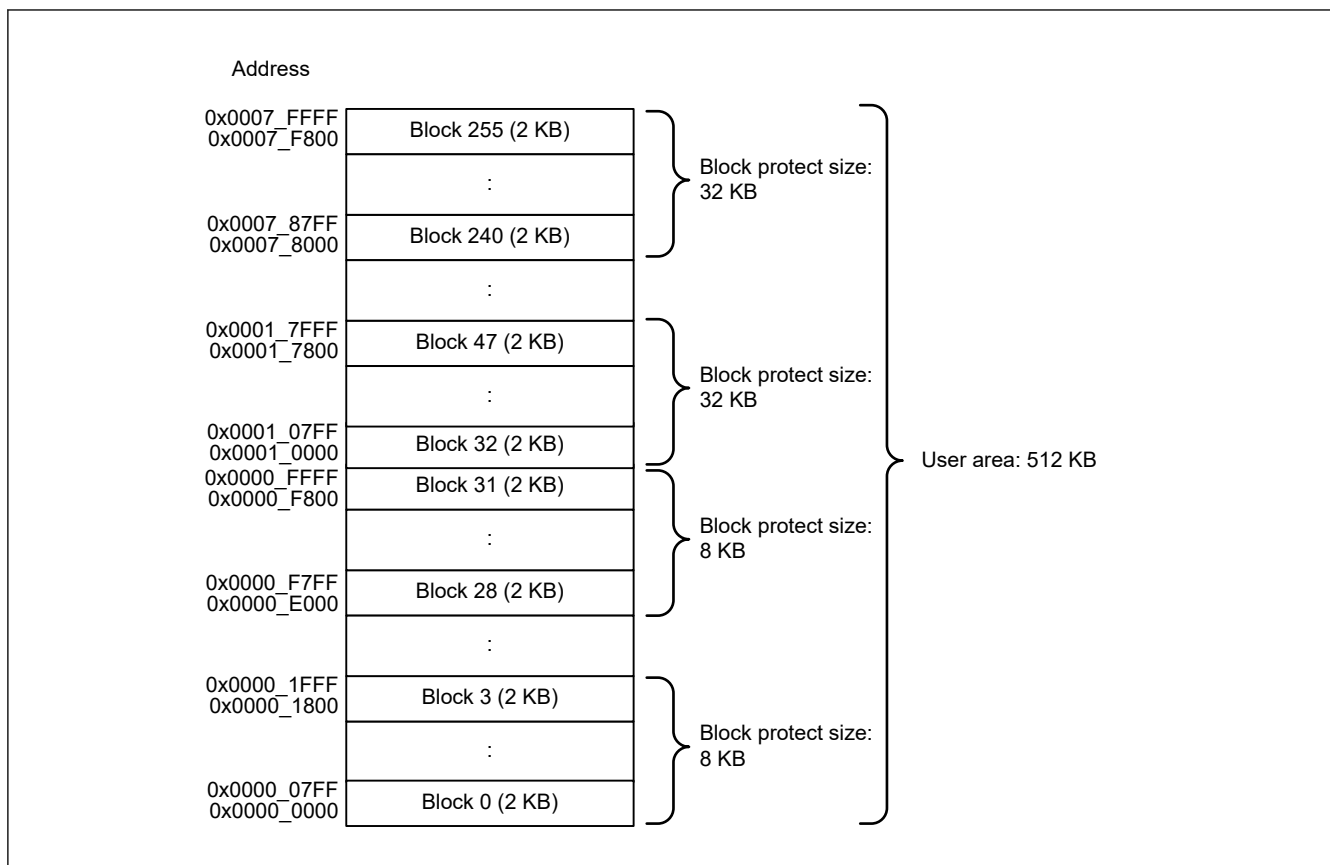 Address
0x0007_FFFF
0x0007_F800
Block 255 (2 KB)
:
Block protect size:
32 KB
0x0007_87FF
0x0007_8000
Block 240 (2 KB)
:
0x0001_7FFF
0x0001_7800
Block 47 (2 KB)
:
Block protect size:
32 KB
0x0001_07FF
0x0001_0000
Block 32 (2 KB)
User area: 512 KB
0x0000_FFFF
0x0000_F800
Block 31 (2 KB)
:
Block protect size:
8 KB
0x0000_F7FF
0x0000_E000
Block 28 (2 KB)
:
0x0000_1FFF
0x0000_1800
Block 3 (2 KB)
:
Block protect size:
8 KB
0x0000_07FF
0x0000_0000
Block 0 (2 KB)